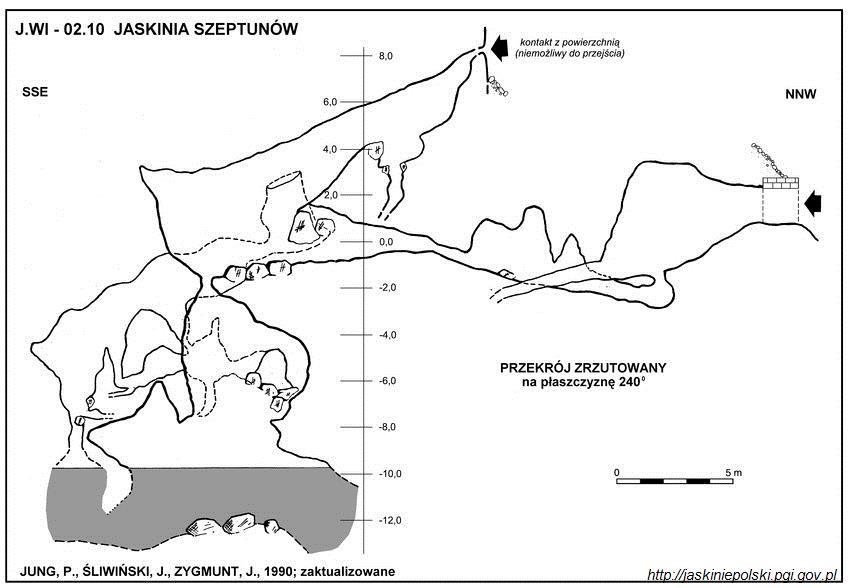 J.WI - 02.10 JASKINIA SZEPTUNÓW
kontakt z powierzchnią
(niemożliwy do przejścia)
SSE
NNW
8,0
6,0
4,0
2,0
0,0
-2,0
-4,0
-6,0
-8,0
-10,0
-12,0
PRZEKRÓJ ZRZUTOWANY
na płaszczyznę 240°
0 5 m
JUNG, P., ŚLIWIŃSKI, J., ZYGMUNT, J., 1990; zaktualizowane
http://jaskiniepolski.pgi.gov.pl